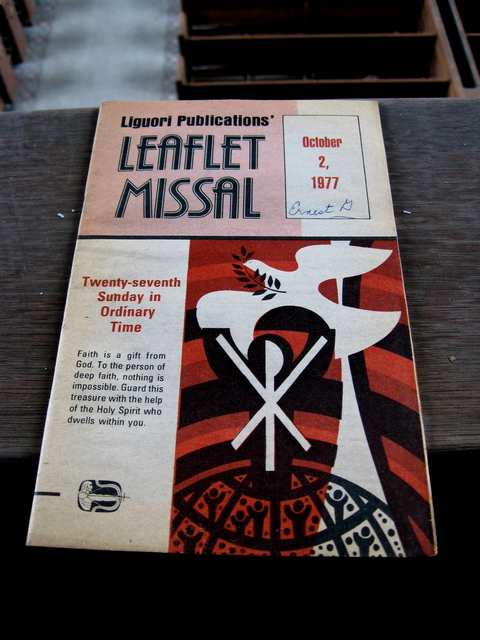 Liguori Publications'
LEAFLET
MISSAL
October
2,
1977
Ernest D
Twenty-seventh
Sunday in
Ordinary
Time
Faith is a gift from
God. To the person of
deep faith, nothing is
impossible. Guard this
treasure with the help
of the Holy Spirit who
dwells within you.